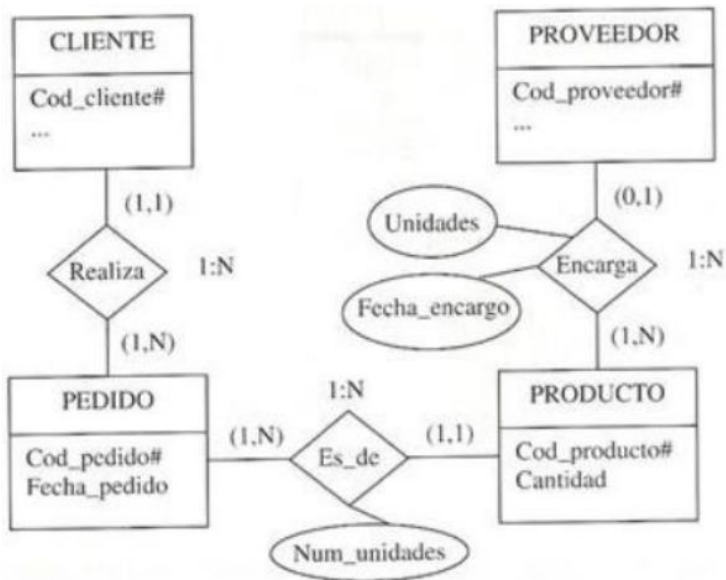 CLIENTE
Cod_cliente#
...
PROVEEDOR
Cod_proveedor#
...
(1,1)
(0,1)
Unidades
Realiza
1:N
Encarga
1:N
Fecha_encargo
(1,N)
(1,N)
PEDIDO
Cod_pedido#
Fecha_pedido
1:N
(1,N)
Es_de
(1,1)
PRODUCTO
Cod_producto#
Cantidad
Num_unidades